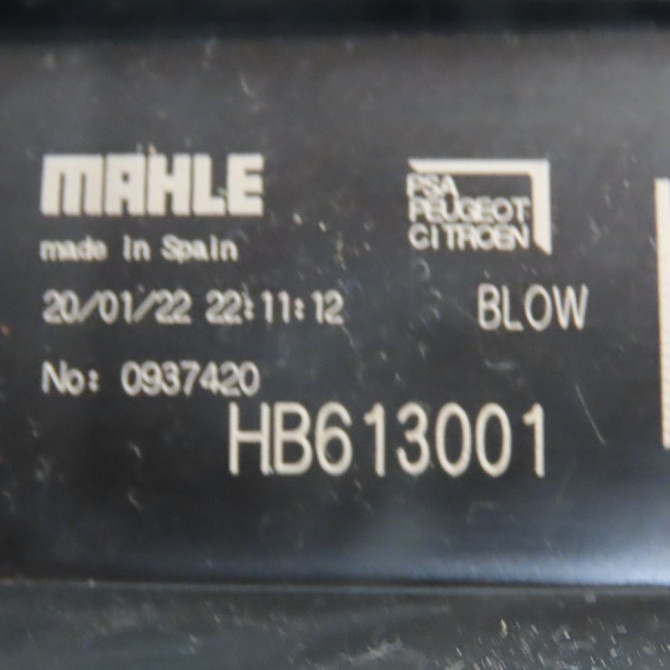 MAHLE
made in Spain
20/01/22 22:11:12
No: 0937420
PSA
PEUGEOT
CITROEN
BLOW
HB613001